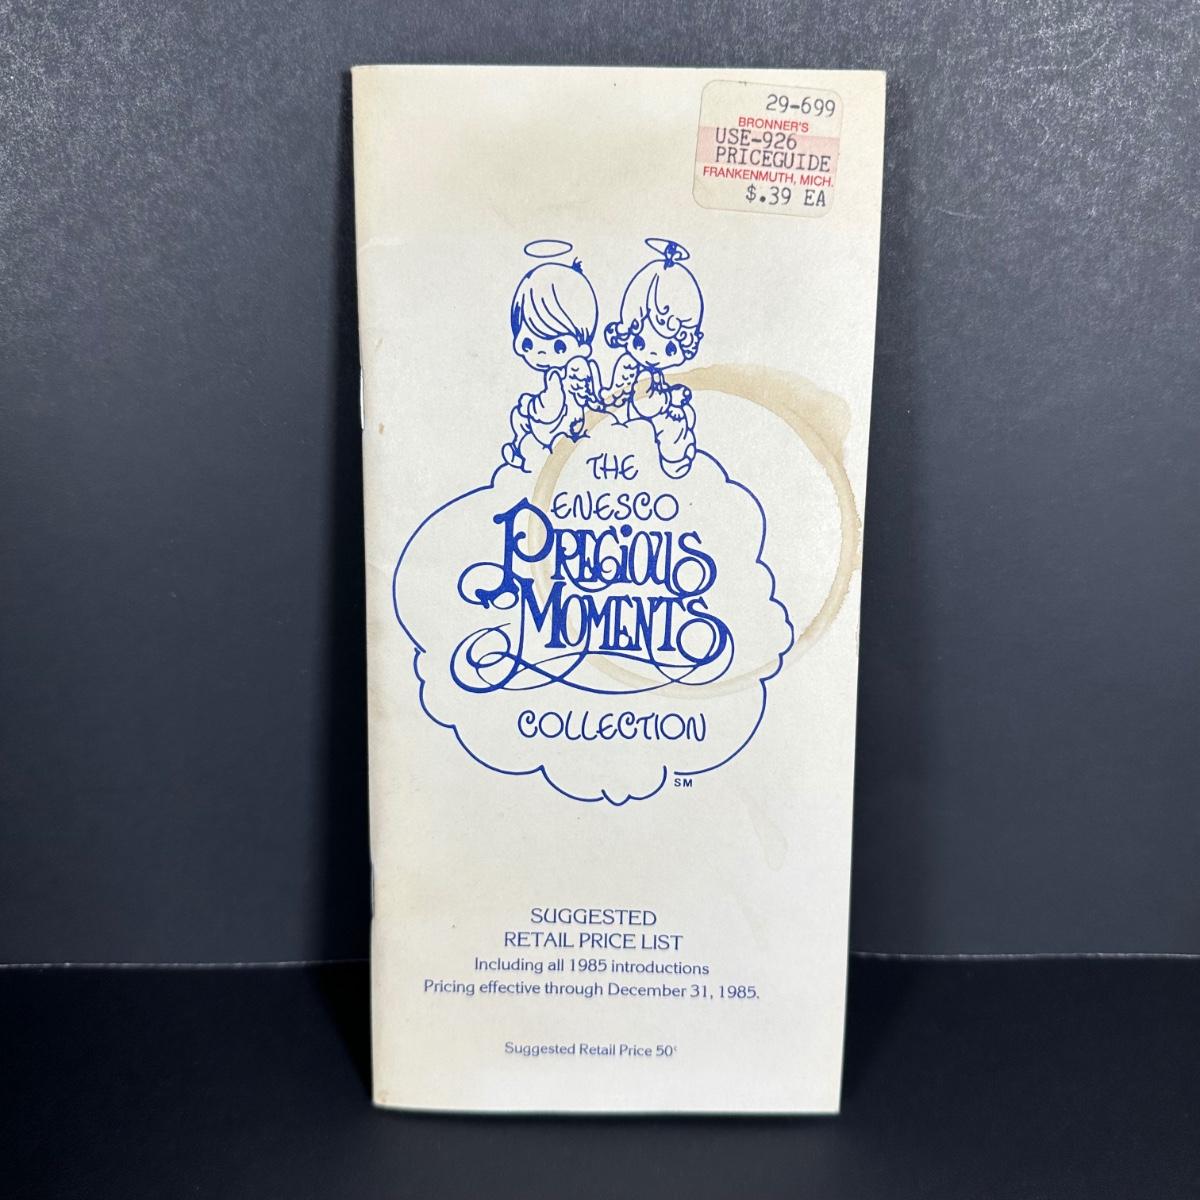 29-699
BRONNER'S
USE-926
PRICEGUIDE
FRANKENMUTH, MICH.
$.39 EA
THE
ENESCO
PRECIOUS
MOMENTS
COLLECTION
SM
SUGGESTED
RETAIL PRICE LIST
Including all 1985 introductions
Pricing effective through December 31, 1985.
Suggested Retail Price 50¢